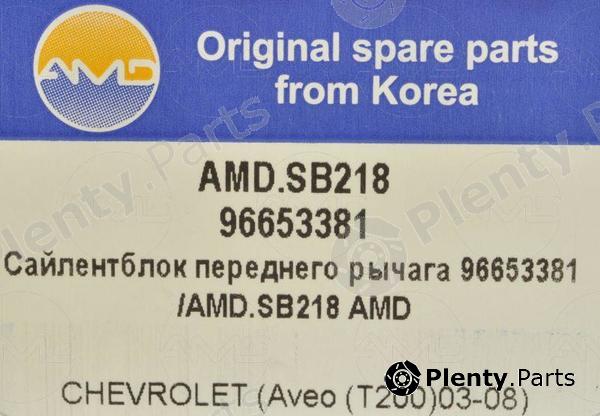 AMD
Original spare parts
from Korea
AMD.SB218
96653381
Сайлентблок переднего рычага 96653381
/AMD.SB218 AMD
CHEVROLET (Aveo (T200)03-08)
Plenty.Parts